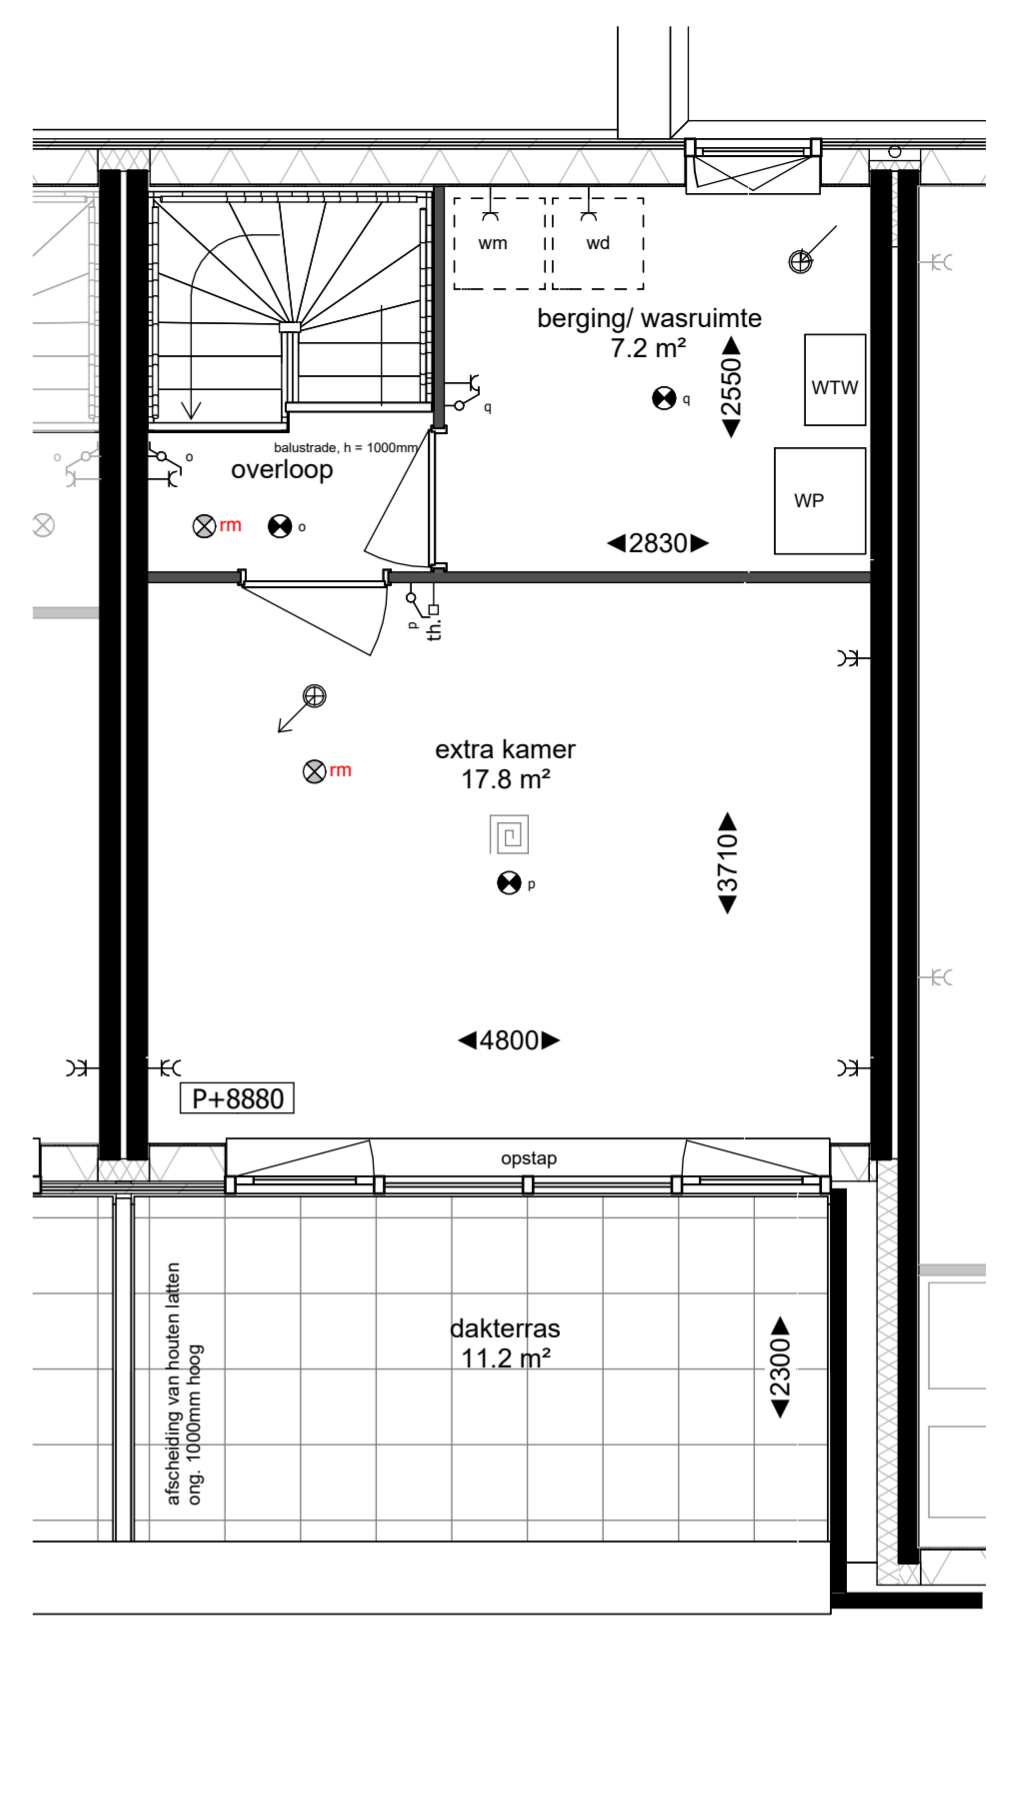 wm
wd
berging/ wasruimte
7.2 m²
2550
WTW
q
q
balustrade, h = 1000mm
overloop
o
o
WP
rm
o
2830
p
th.
extra kamer
17.8 m²
rm
p
3710
4800
P+8880
opstap
afscheiding van houten latten
ong. 1000mm hoog
dakterras
11.2 m²
2300